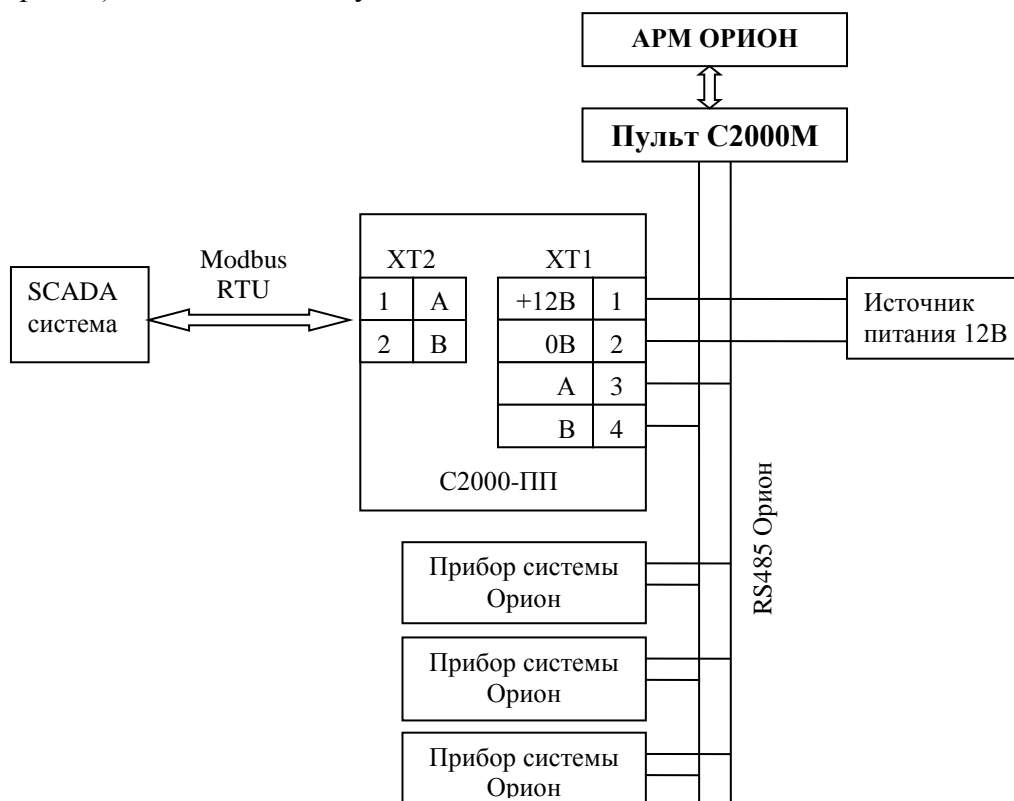 АРМ ОРИОН
Пульт С2000М
Modbus
RTU
SCADA
система
XT2
XT1
1 A
2 B
+12В 1
0В 2
A 3
B 4
С2000-ПП
Источник
питания 12В
RS485 Орион
Прибор системы
Орион
Прибор системы
Орион
Прибор системы
Орион